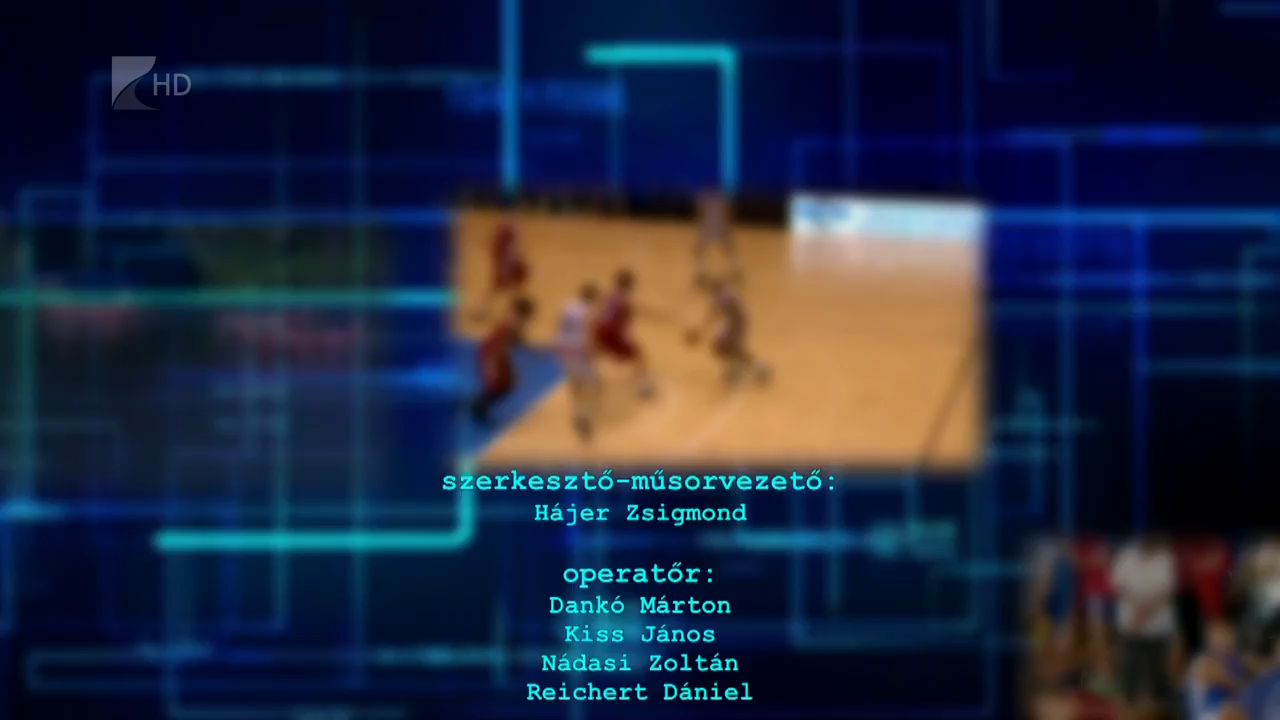 HD
szerkesztő-műsorvezető:
Hájer Zsigmond
operatőr:
Dankó Márton
Kiss János
Nádasi Zoltán
Reichert Dániel